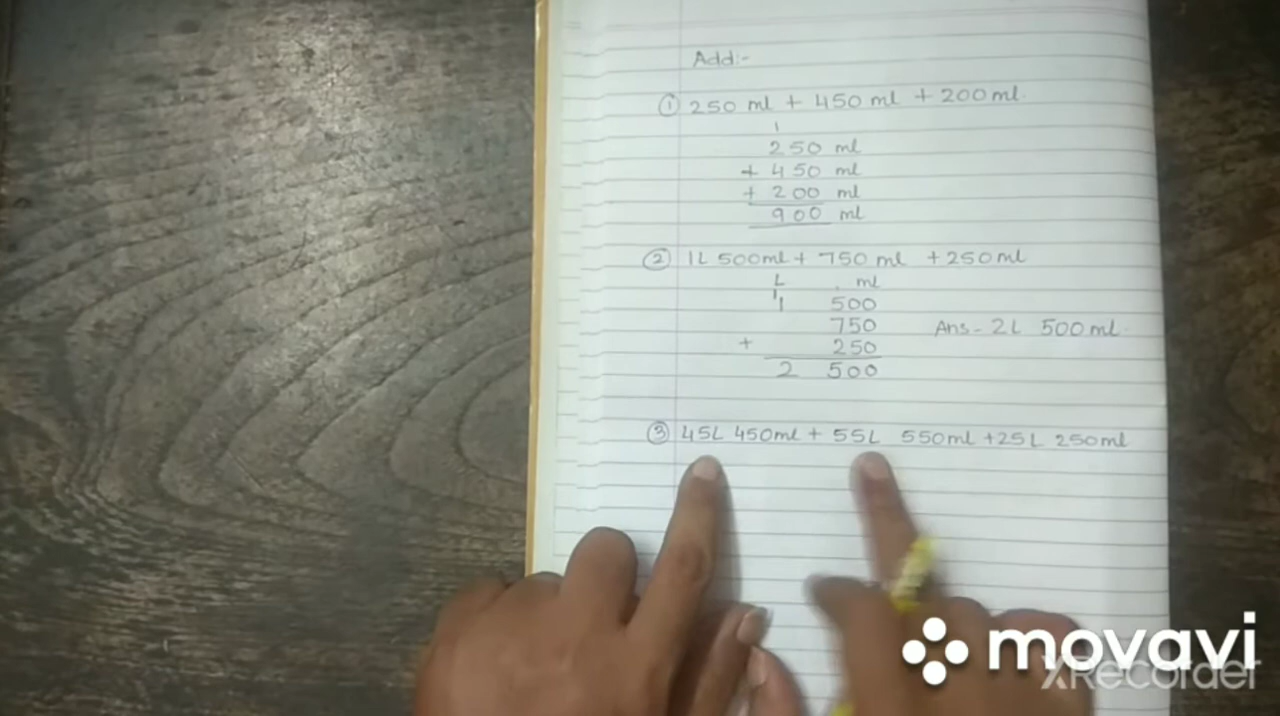 Add:-
① 250 ml + 450 ml + 200 ml.
1
250 ml
+ 450 ml
+ 200 ml
900 ml
② 1L 500ml + 750 ml + 250ml
L ml
1
1 500
750 Ans - 2L 500 ml.
+ 250
2 500
③ 45L 450ml + 55L 550ml + 25L 250ml
movavi
XRecorder